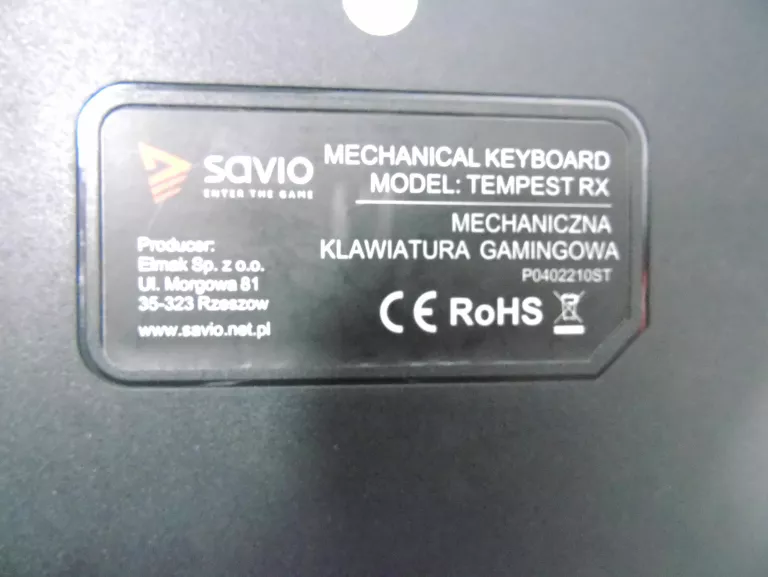 savio
ENTER THE GAME
MECHANICAL KEYBOARD
MODEL: TEMPEST RX
MECHANICZNA
KLAWIATURA GAMINGOWA
P0402210ST
Producer:
Elmak Sp. z o.o.
Ul. Morgowa 81
35-323 Rzeszow
www.savio.net.pl
CE RoHS